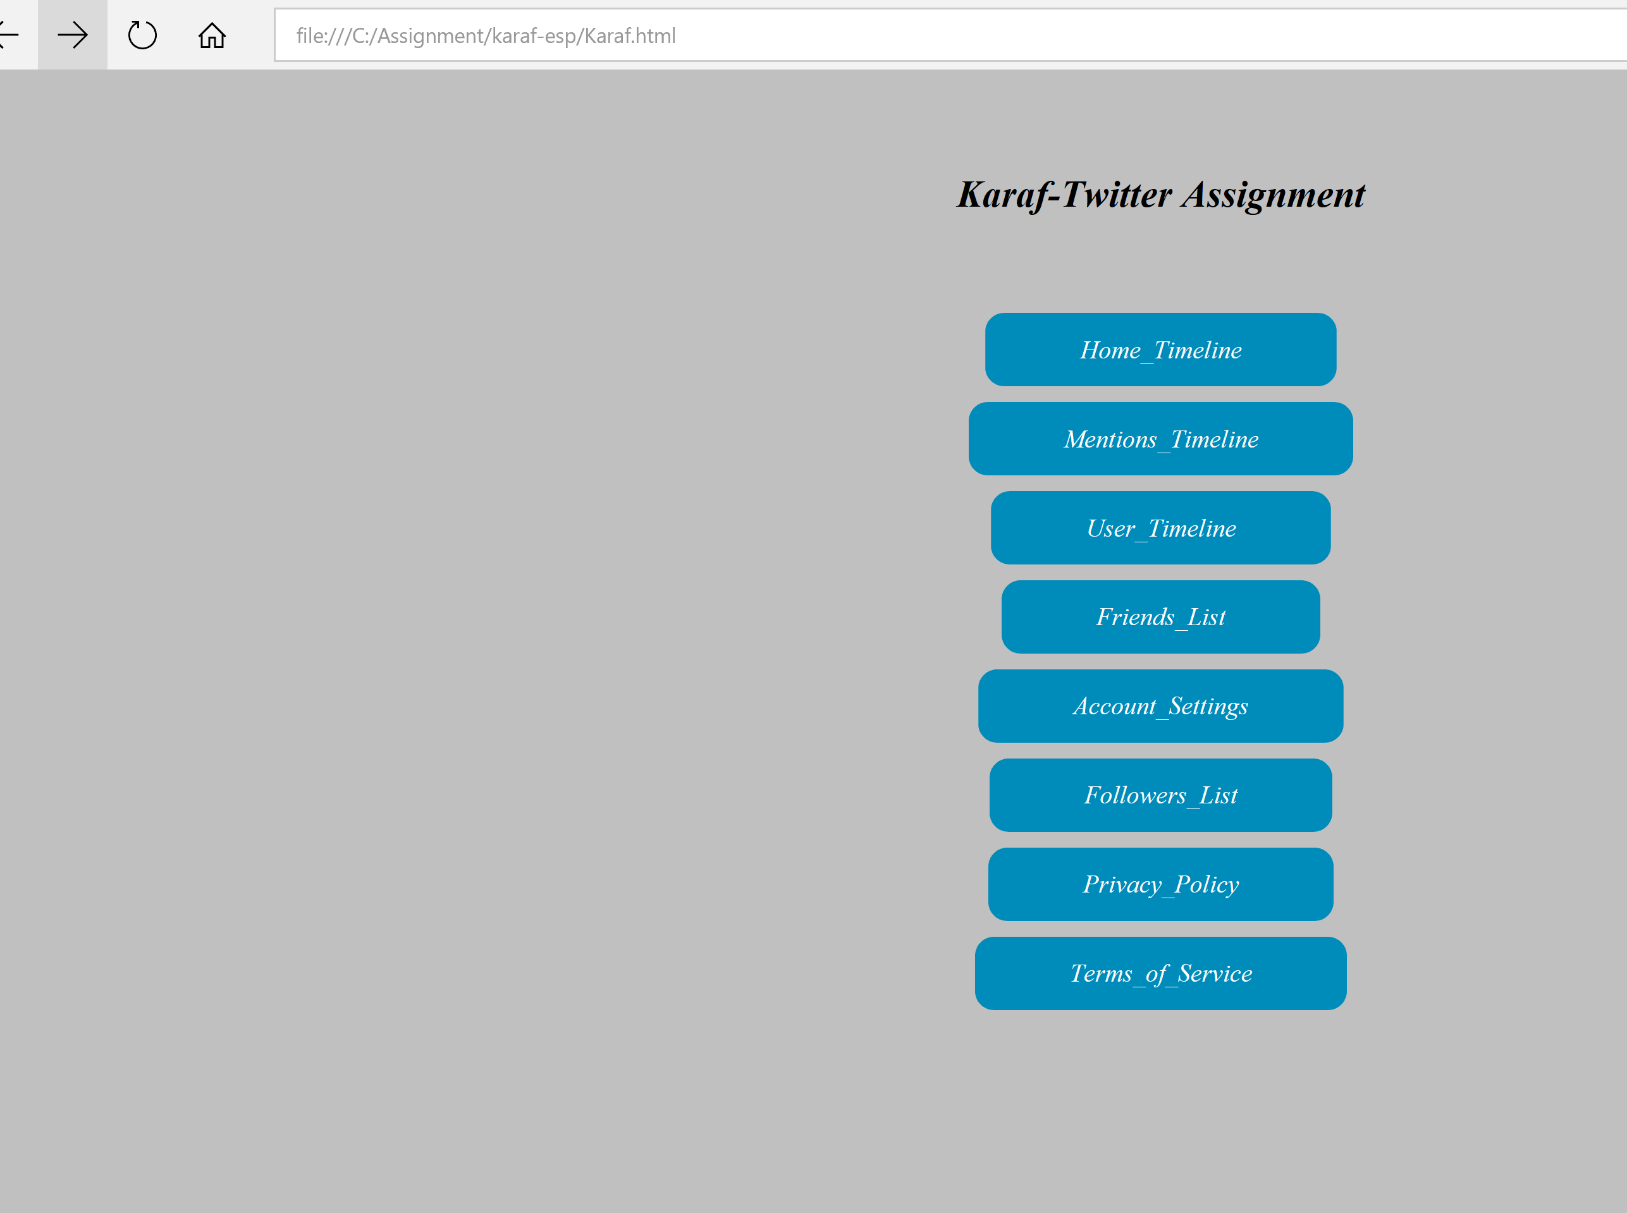 file:///C:/Assignment/karaf-esp/Karaf.html
Karaf-Twitter Assignment
Home_Timeline
Mentions_Timeline
User_Timeline
Friends_List
Account_Settings
Followers_List
Privacy_Policy
Terms_of_Service